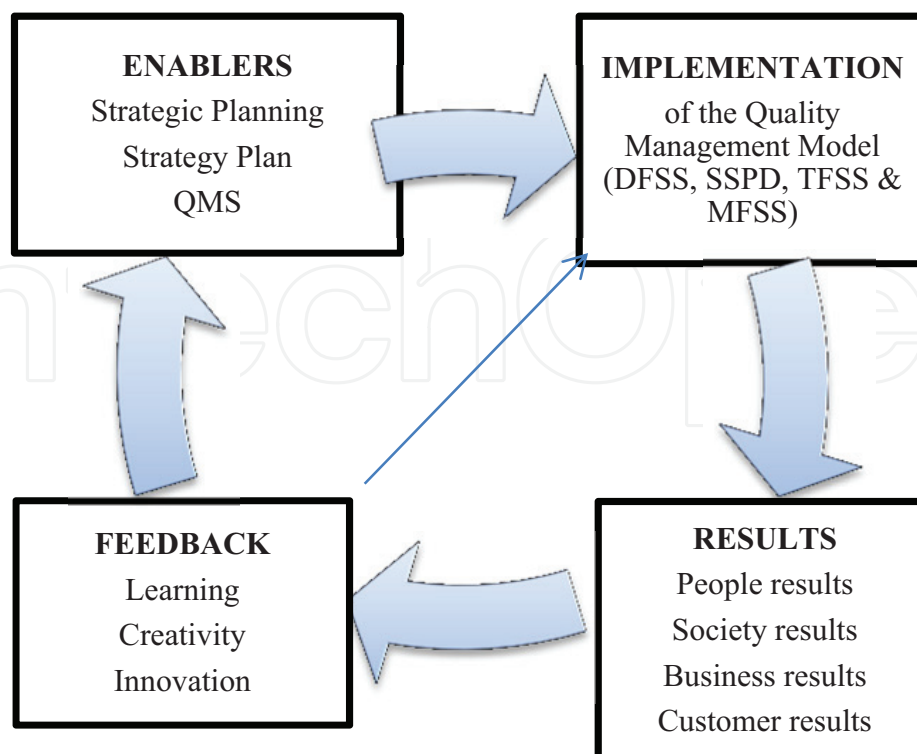 ENABLERS
Strategic Planning
Strategy Plan
QMS
IMPLEMENTATION
of the Quality
Management Model
(DFSS, SSPD, TFSS &
MFSS)
FEEDBACK
Learning
Creativity
Innovation
RESULTS
People results
Society results
Business results
Customer results